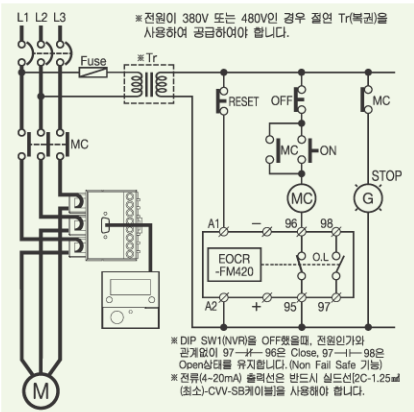 L1 L2 L3
※전원이 380V 또는 480V인 경우 절연 Tr(복권)을
사용하여 공급하여야 합니다.
Fuse
※Tr
RESET
OFF
MC
MC
MC
ON
STOP
MC
G
A1
−
96
98
EOCR
-FM420
O.L
A2
+
95
97
※ DIP SW1(NVR)을 OFF했을때, 전원인가와
관계없이 97 96은 Close, 97 98은
Open상태를 유지합니다.(Non Fail Safe 기능)
※ 전류(4~20mA) 출력선은 반드시 실드선[2C-1.25㎟
(최소)-CVV-SB케이블]을 사용해야 합니다.
M